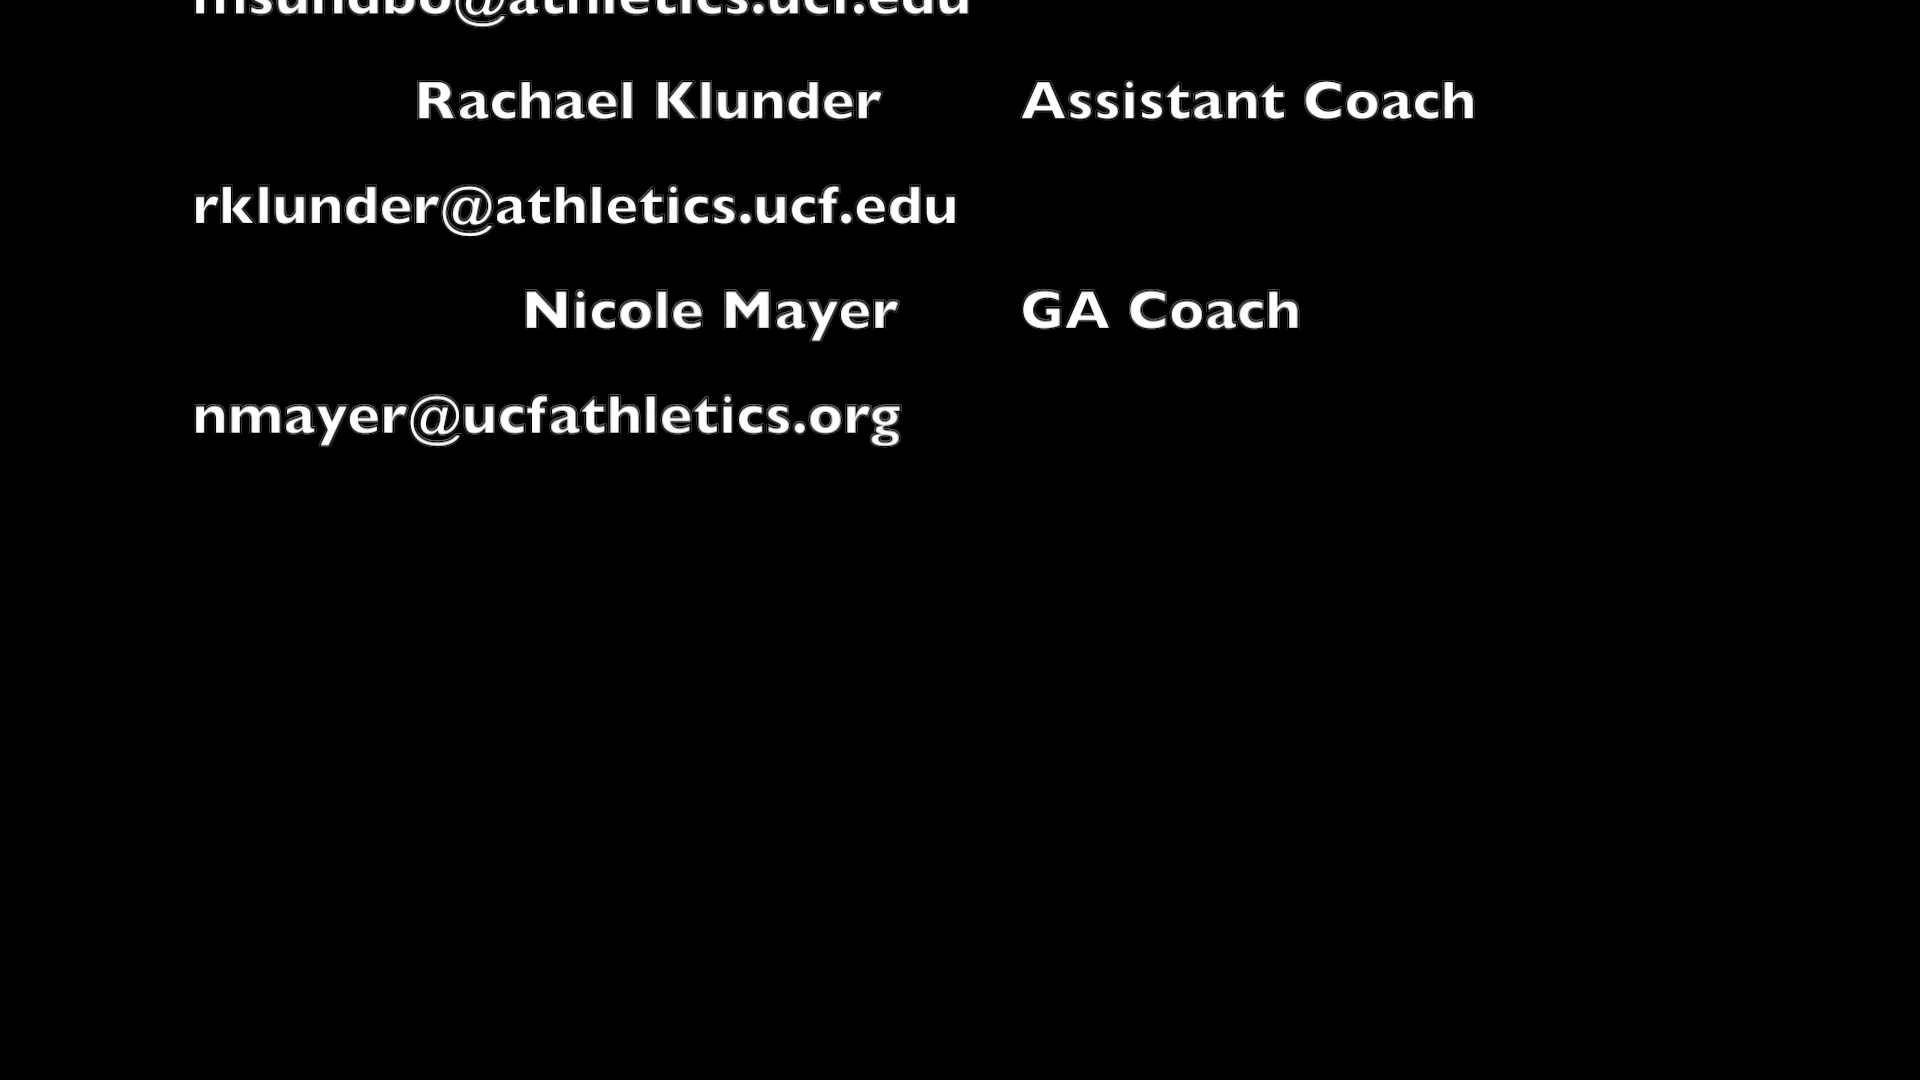 Rachael Klunder Assistant Coach
rklunder@athletics.ucf.edu
Nicole Mayer GA Coach
nmayer@ucfathletics.org